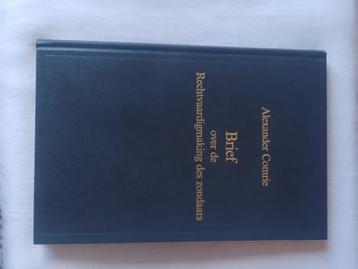 Alexander Comrie
Brief
over de
Rechtvaardigmaking des zondaars